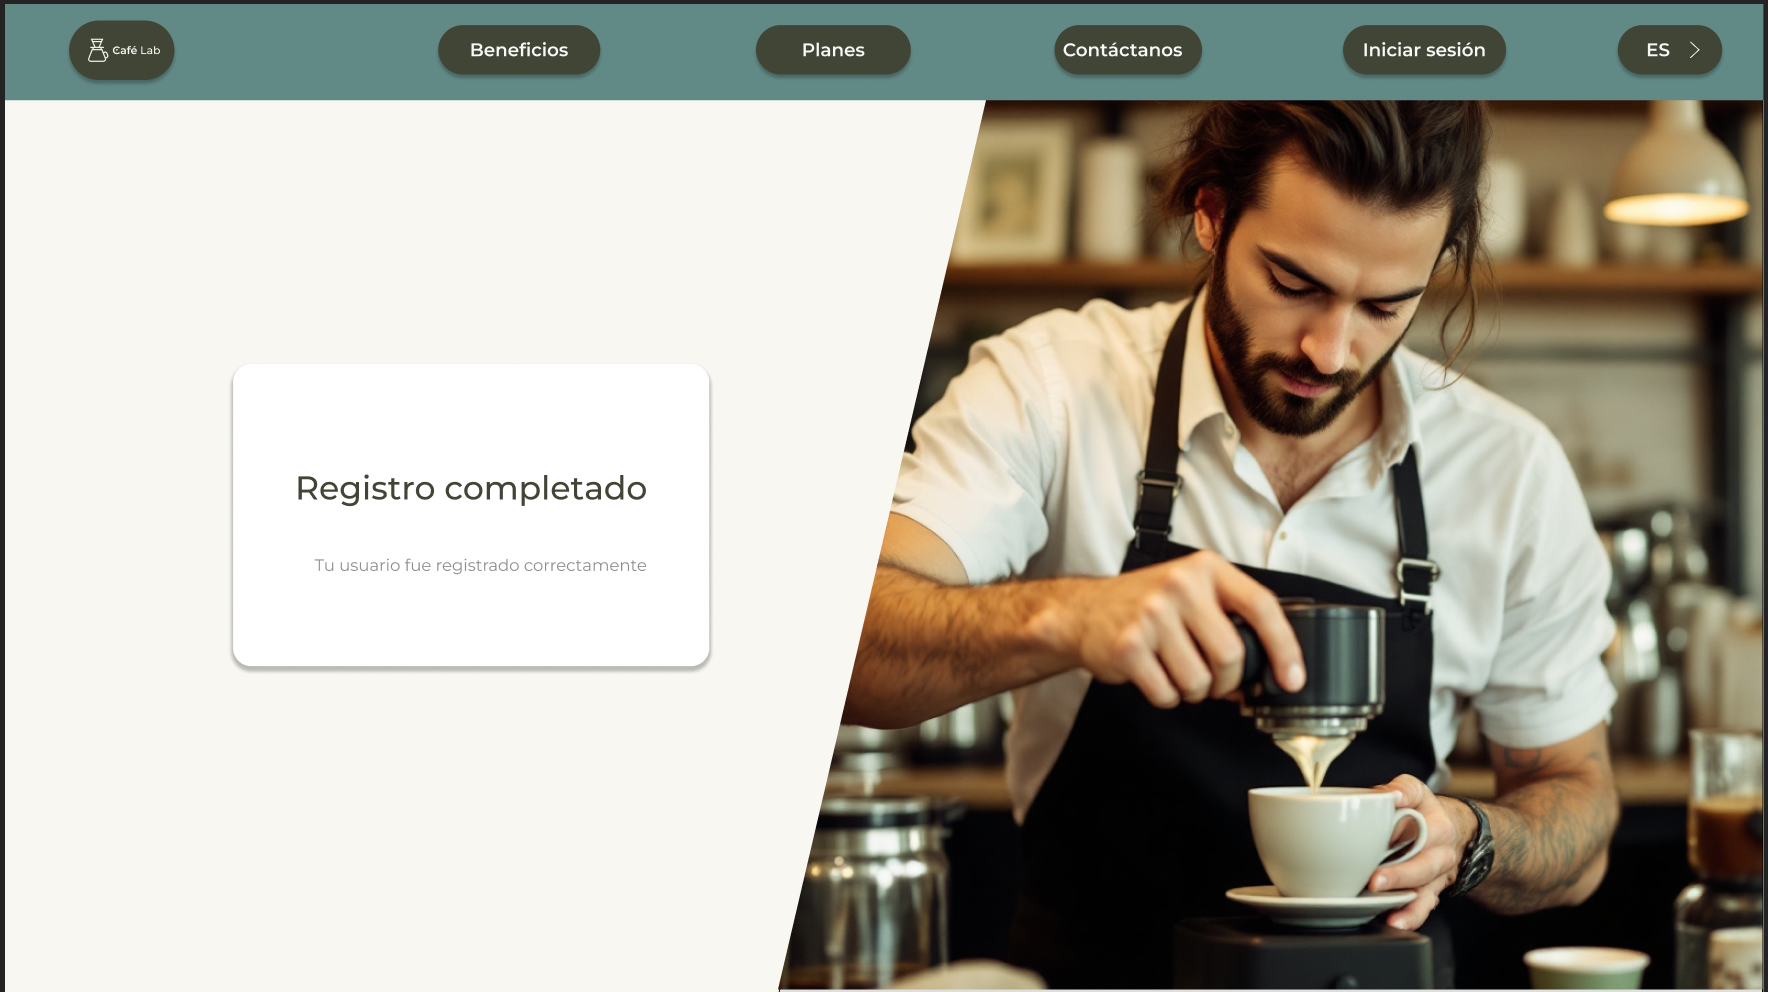 Café Lab
Beneficios
Planes
Contáctanos
Iniciar sesión
ES
Registro completado
Tu usuario fue registrado correctamente